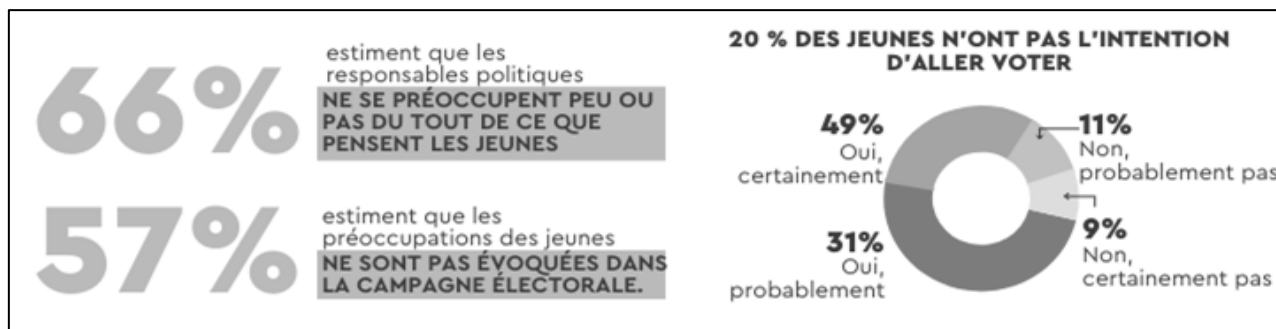 66%
estiment que les
responsables politiques
NE SE PRÉOCCUPENT PEU OU
PAS DU TOUT DE CE QUE
PENSENT LES JEUNES
57%
estiment que les
préoccupations des jeunes
NE SONT PAS ÉVOQUÉES DANS
LA CAMPAGNE ÉLECTORALE.
20 % DES JEUNES N'ONT PAS L'INTENTION
D'ALLER VOTER
49%
Oui,
certainement
31%
Oui,
probablement
11%
Non,
probablement pas
9%
Non,
certainement pas